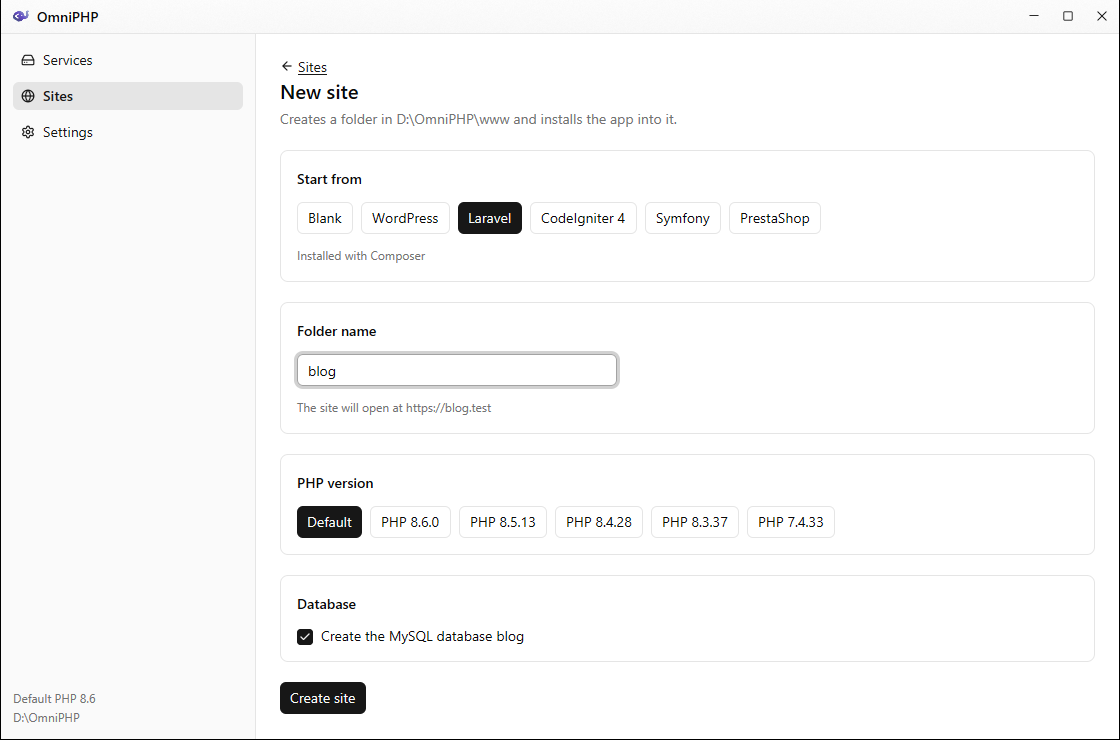 OmniPHP
Services
Sites
Settings
Default PHP 8.6
D:\OmniPHP
Sites
New site
Creates a folder in D:\OmniPHP\www and installs the app into it.
Start from
Blank WordPress Laravel CodeIgniter 4 Symfony PrestaShop
Installed with Composer
Folder name
blog
The site will open at https://blog.test
PHP version
Default PHP 8.6.0 PHP 8.5.13 PHP 8.4.28 PHP 8.3.37 PHP 7.4.33
Database
Create the MySQL database blog
Create site